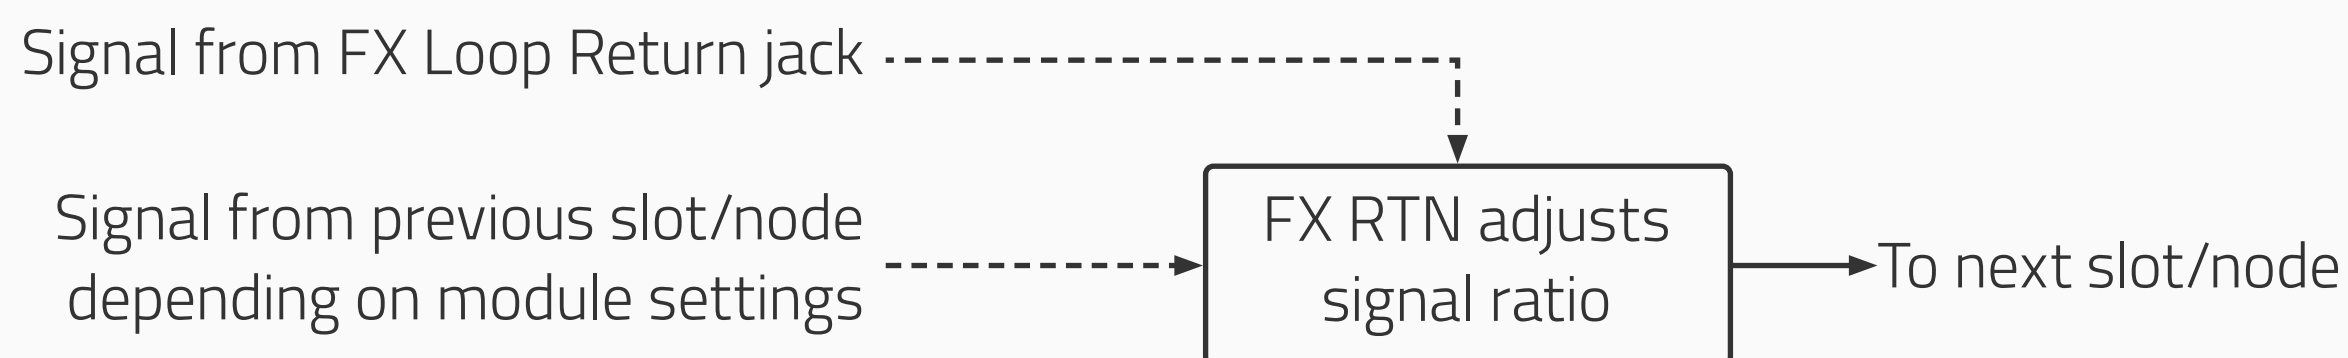 Signal from FX Loop Return jack
Signal from previous slot/node
depending on module settings
FX RTN adjusts
signal ratio
To next slot/node